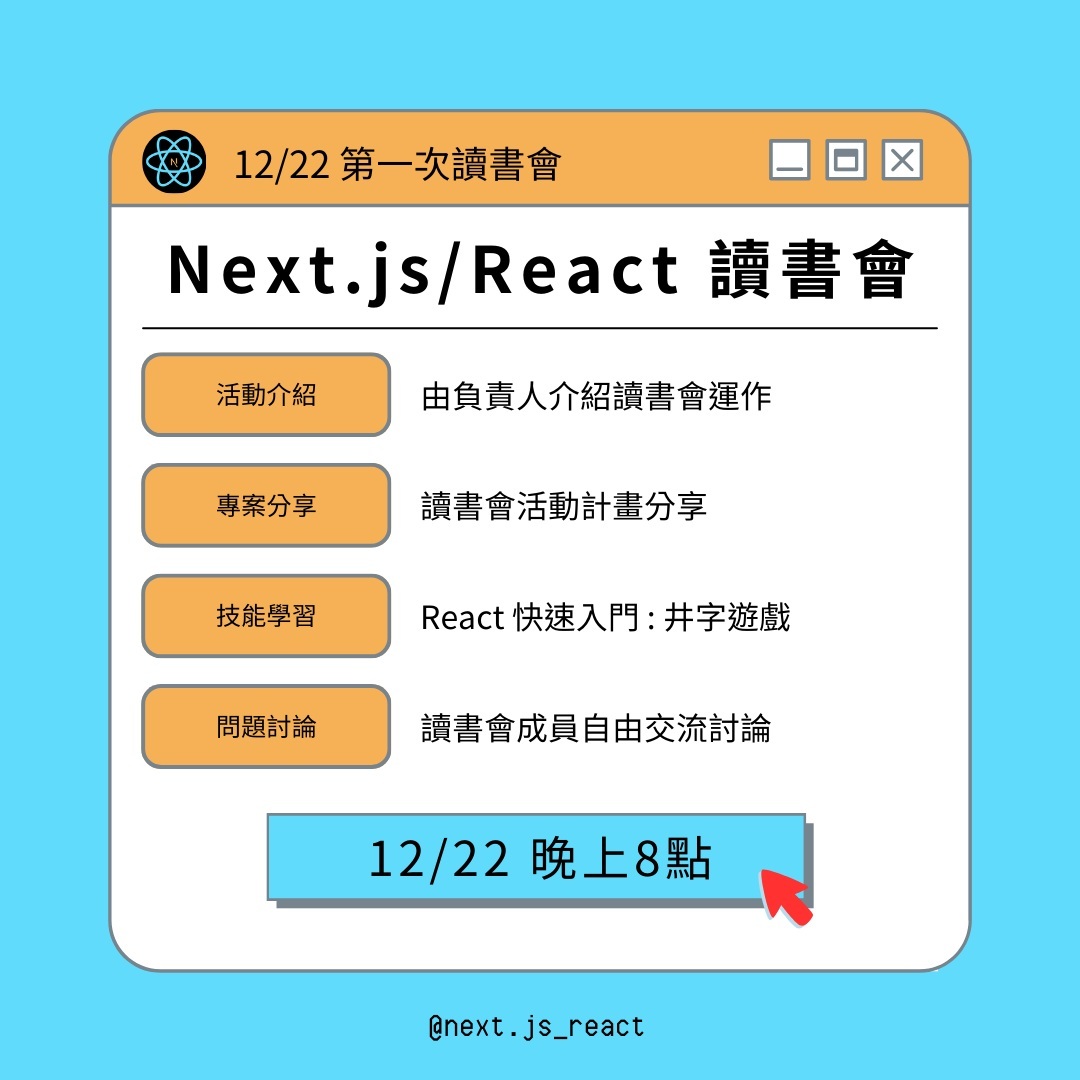 N
12/22 第一次讀書會
Next.js/React 讀書會
活動介紹 由負責人介紹讀書會運作
專案分享 讀書會活動計畫分享
技能學習 React 快速入門 : 井字遊戲
問題討論 讀書會成員自由交流討論
12/22 晚上8點
@next.js_react